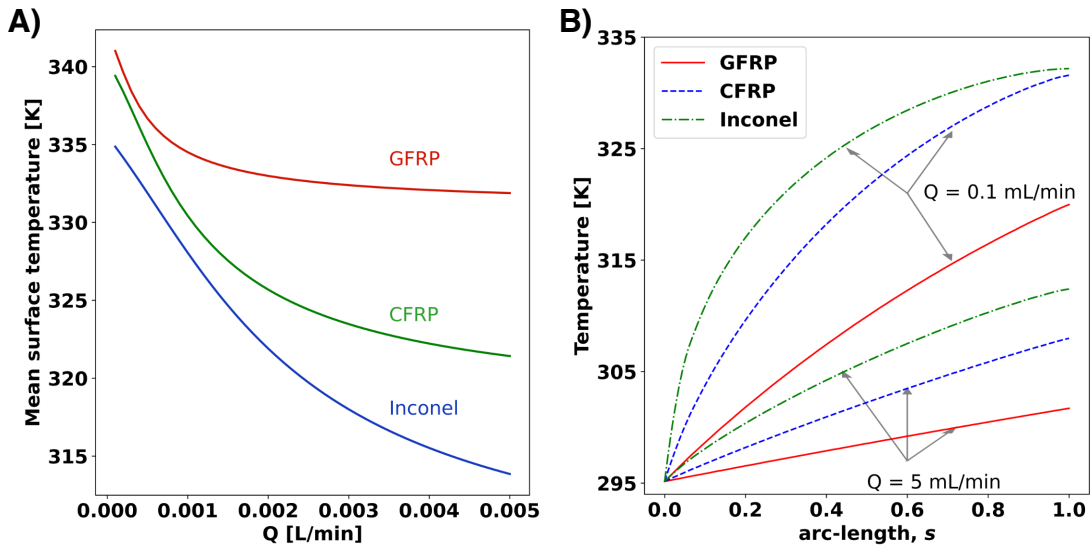 A)
Mean surface temperature [K]
340
335
330
325
320
315
GFRP
CFRP
Inconel
0.000 0.001 0.002 0.003 0.004 0.005
Q [L/min]
B)
Temperature [K]
335
325
315
305
295
GFRP
CFRP
Inconel
Q = 0.1 mL/min
Q = 5 mL/min
0.0 0.2 0.4 0.6 0.8 1.0
arc-length, s